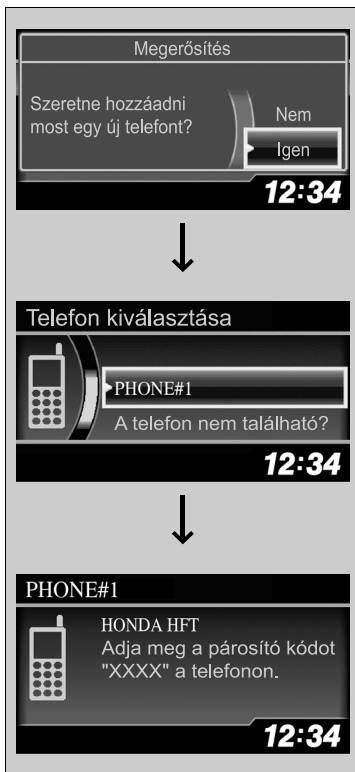 Megerősítés
Szeretne hozzáadni
most egy új telefont?
Nem
Igen
12:34
Telefon kiválasztása
PHONE#1
A telefon nem található?
12:34
PHONE#1
HONDA HFT
Adja meg a párosító kódot
"XXXX" a telefonon.
12:34